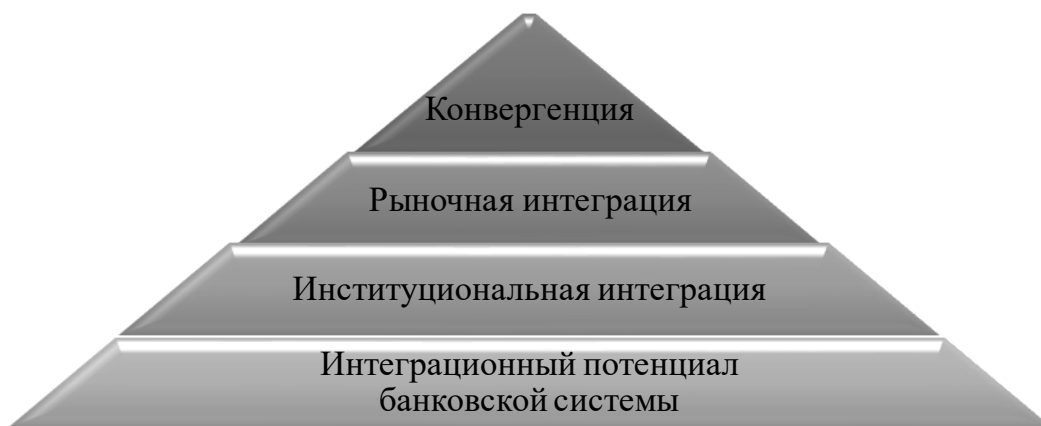 Конвергенция
Рыночная интеграция
Институциональная интеграция
Интеграционный потенциал
банковской системы